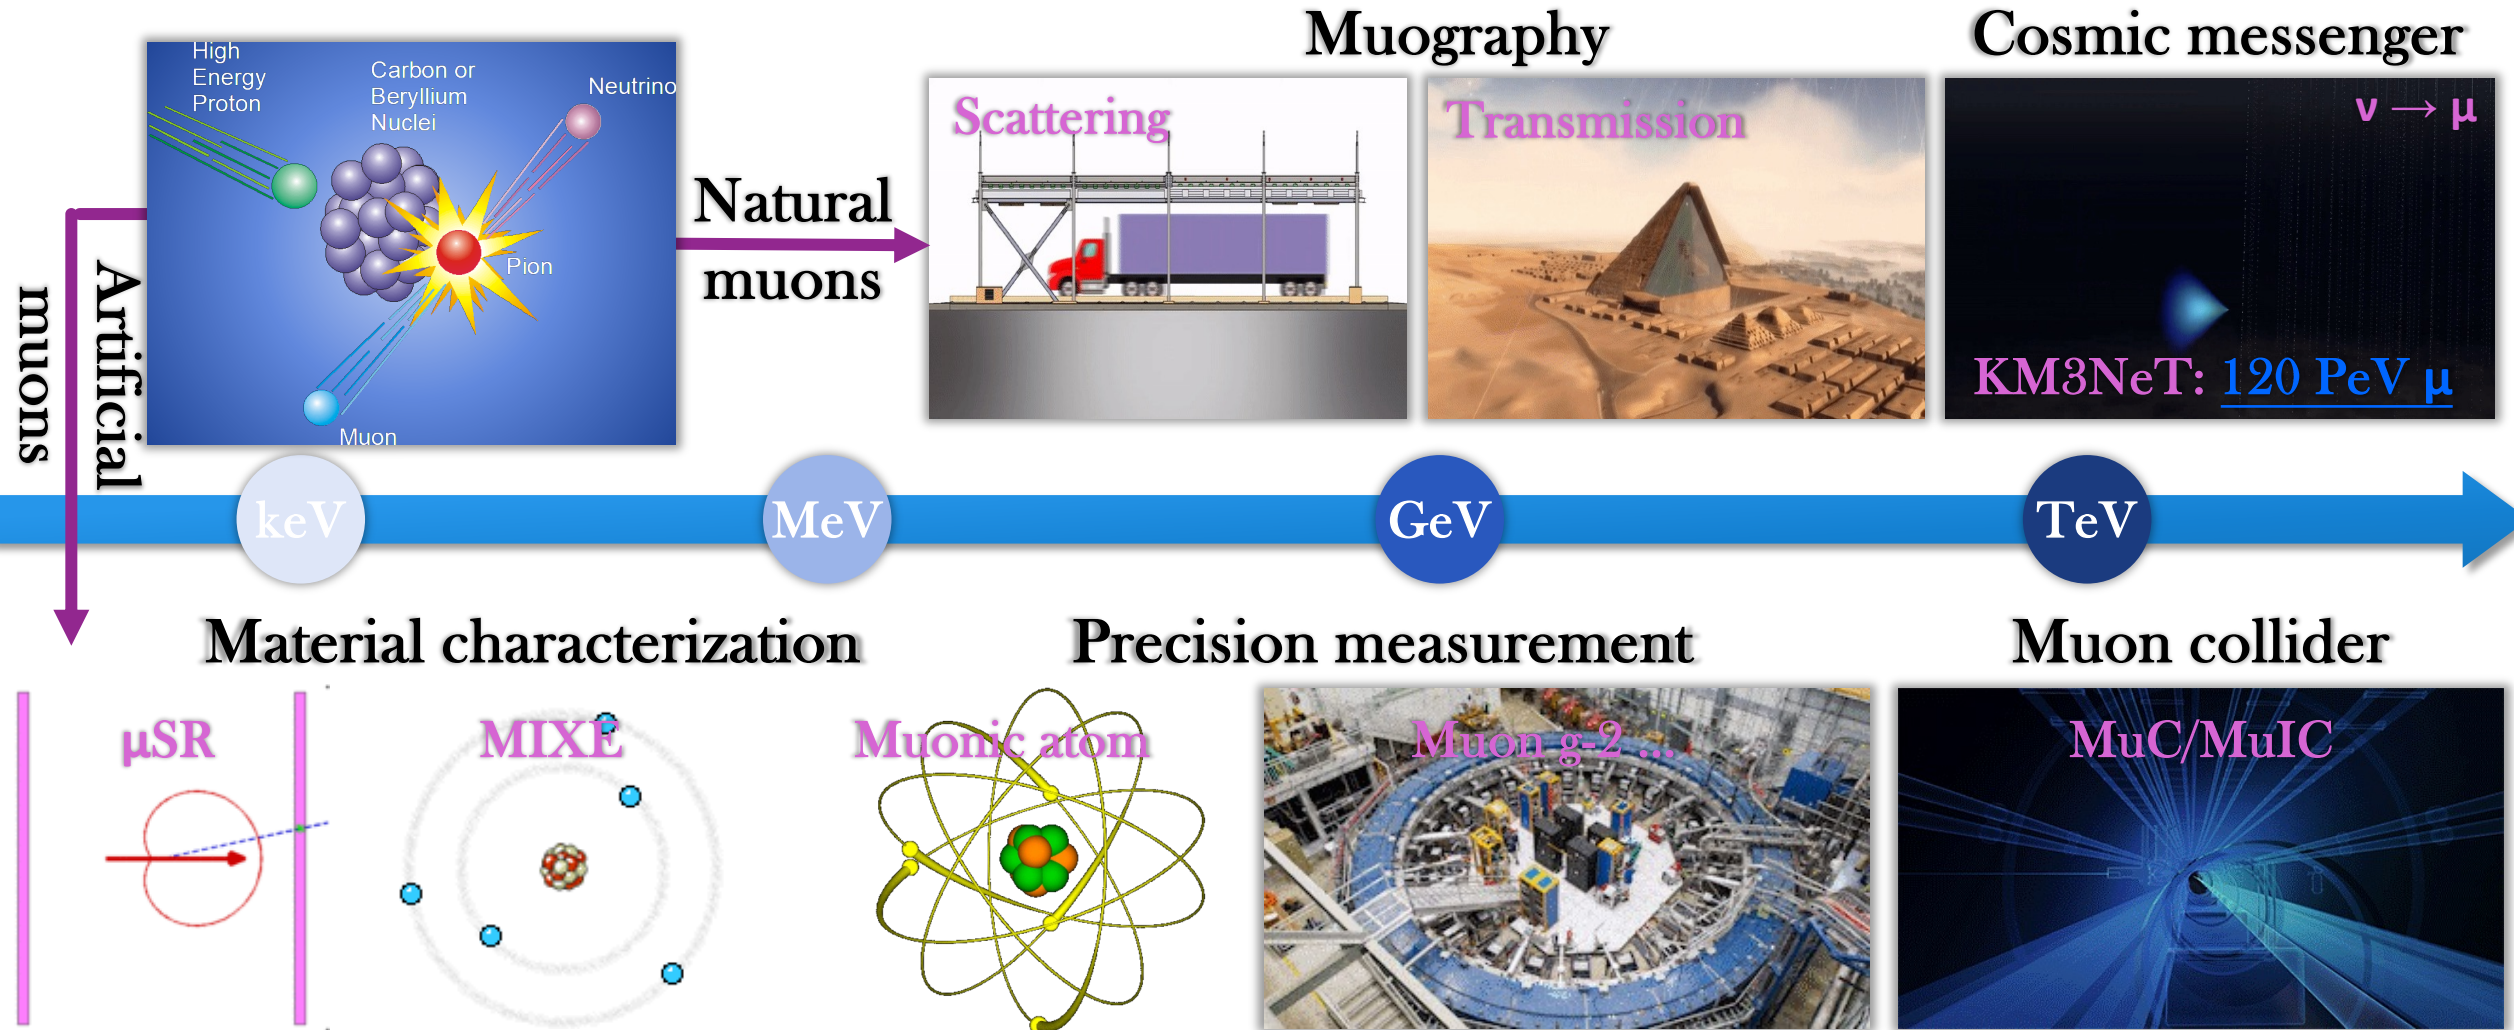 Muography
Cosmic messenger
High
Energy
Proton
Carbon or
Beryllium
Nuclei
Neutrino
Pion
Muon
Natural
muons
Scattering
Transmission
ν → μ
KM3NeT: 120 PeV μ
Artificial
muons
keV
MeV
GeV
TeV
Material characterization
Precision measurement
Muon collider
μSR
MIXE
Muonic atom
Muon g-2 ...
MuC/MuIC